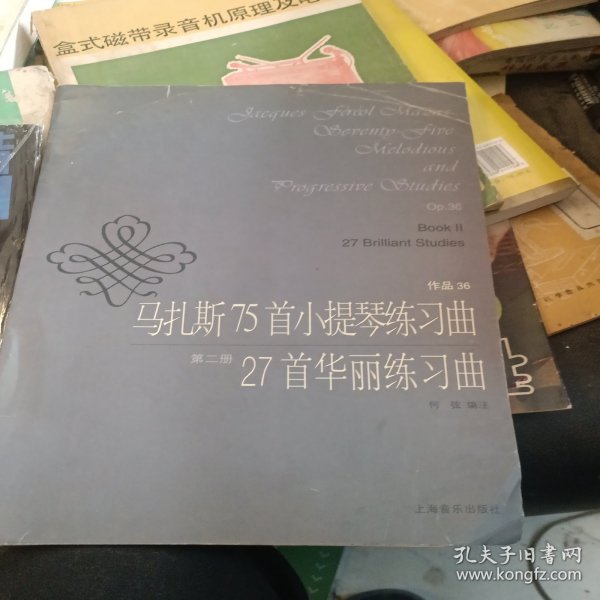 盒式磁带录音机原理及
Jacques Féréol Mazas
Seventy-Five
Melodious
and
Progressive Studies
Op.36
Book II
27 Brilliant Studies
作品 36
马扎斯 75 首小提琴练习曲
第二册
27 首华丽练习曲
何 弦 编注
上海音乐出版社
孔夫子旧书网
www.kongfz.com